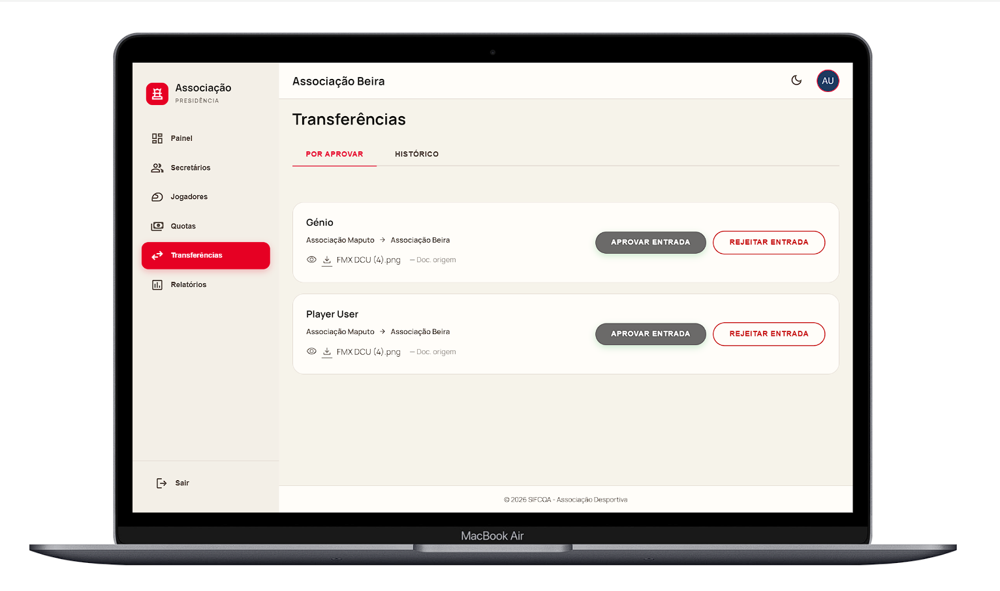 Associação
PRESIDÊNCIA
Painel
Secretários
Jogadores
Quotas
Transferências
Relatórios
Sair
Associação Beira
AU
Transferências
POR APROVAR
HISTÓRICO
Génio
Associação Maputo → Associação Beira
FMX DCU (4).png — Doc. origem
APROVAR ENTRADA
REJEITAR ENTRADA
Player User
Associação Maputo → Associação Beira
FMX DCU (4).png — Doc. origem
APROVAR ENTRADA
REJEITAR ENTRADA
© 2026 SIFCQA - Associação Desportiva
MacBook Air